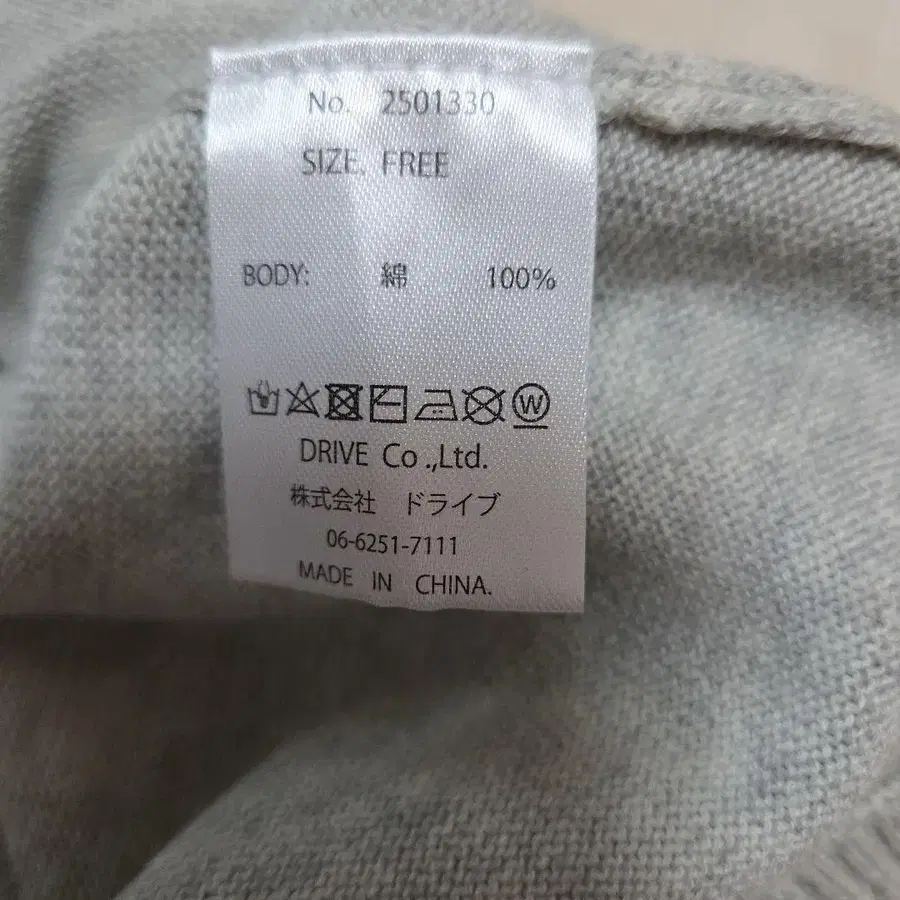 No. 2501330
SIZE. FREE
BODY: 綿 100%
W
DRIVE Co .,Ltd.
株式会社 ドライブ
06-6251-7111
MADE IN CHINA.